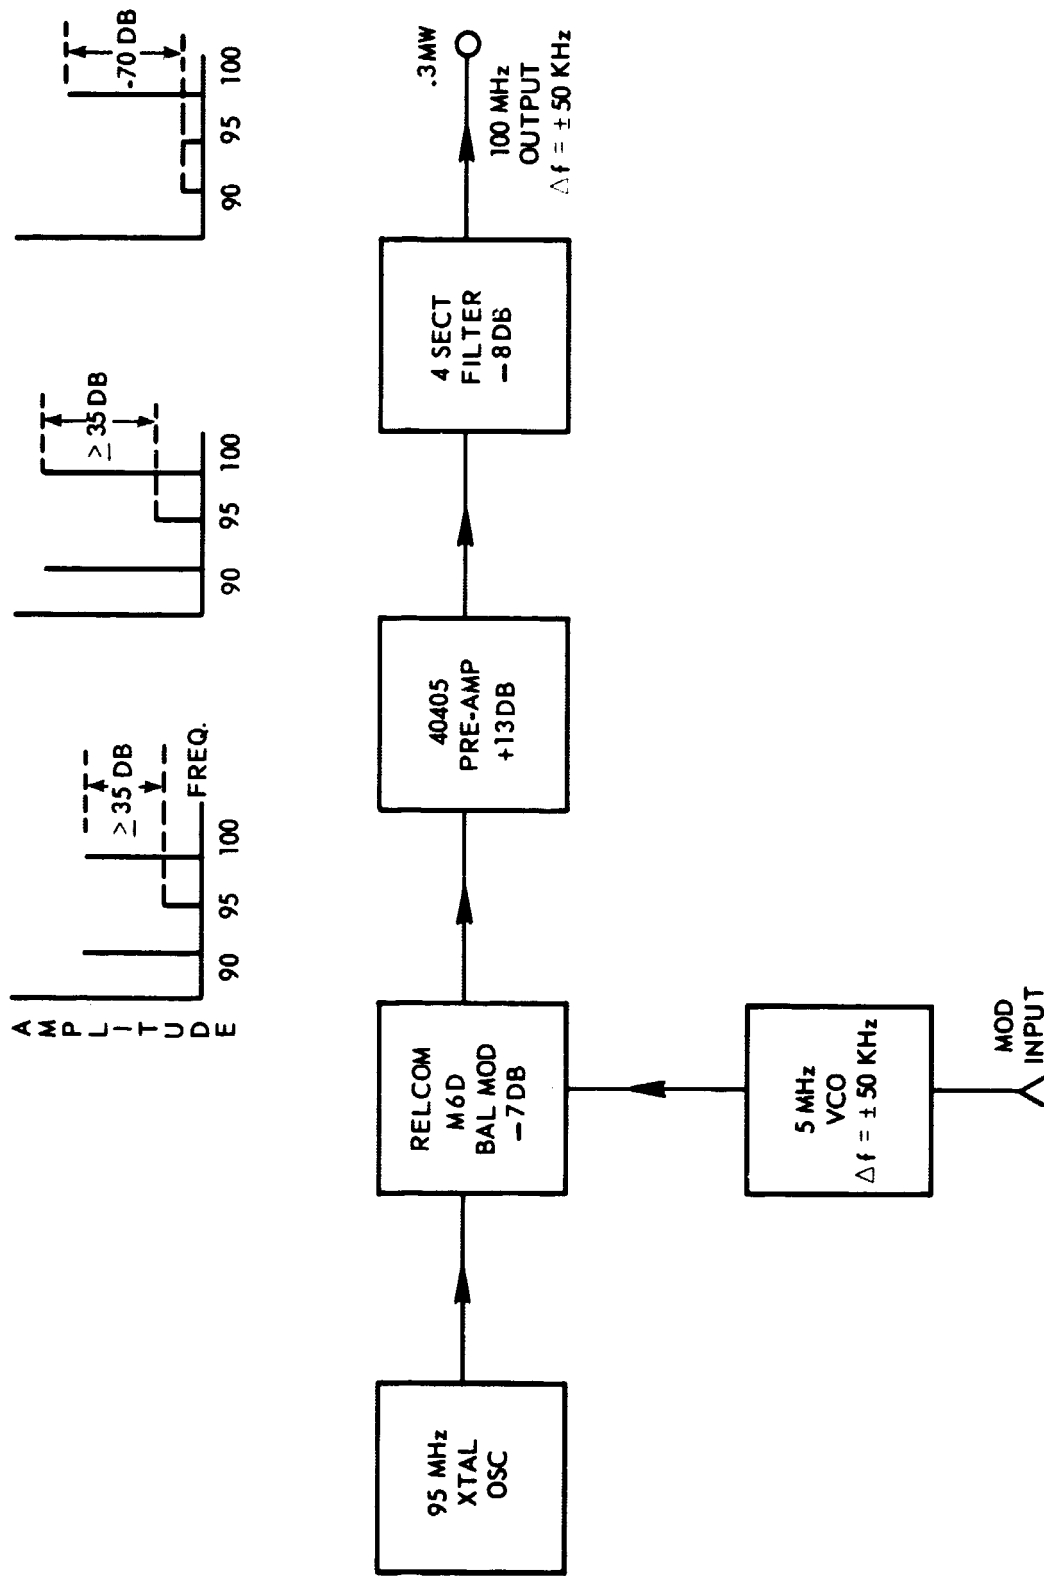 AMPLITUDE
≥ 35 DB
FREQ.
90 95 100
≥ 35 DB
90 95 100
-70 DB
90 95 100
95 MHz
XTAL
OSC
RELCOM
M6D
BAL MOD
–7DB
40405
PRE-AMP
+13DB
4 SECT
FILTER
–8DB
.3MW
100 MHz
OUTPUT
Δf = ±50 KHz
5 MHz
VCO
Δf = ±50 KHz
MOD
INPUT